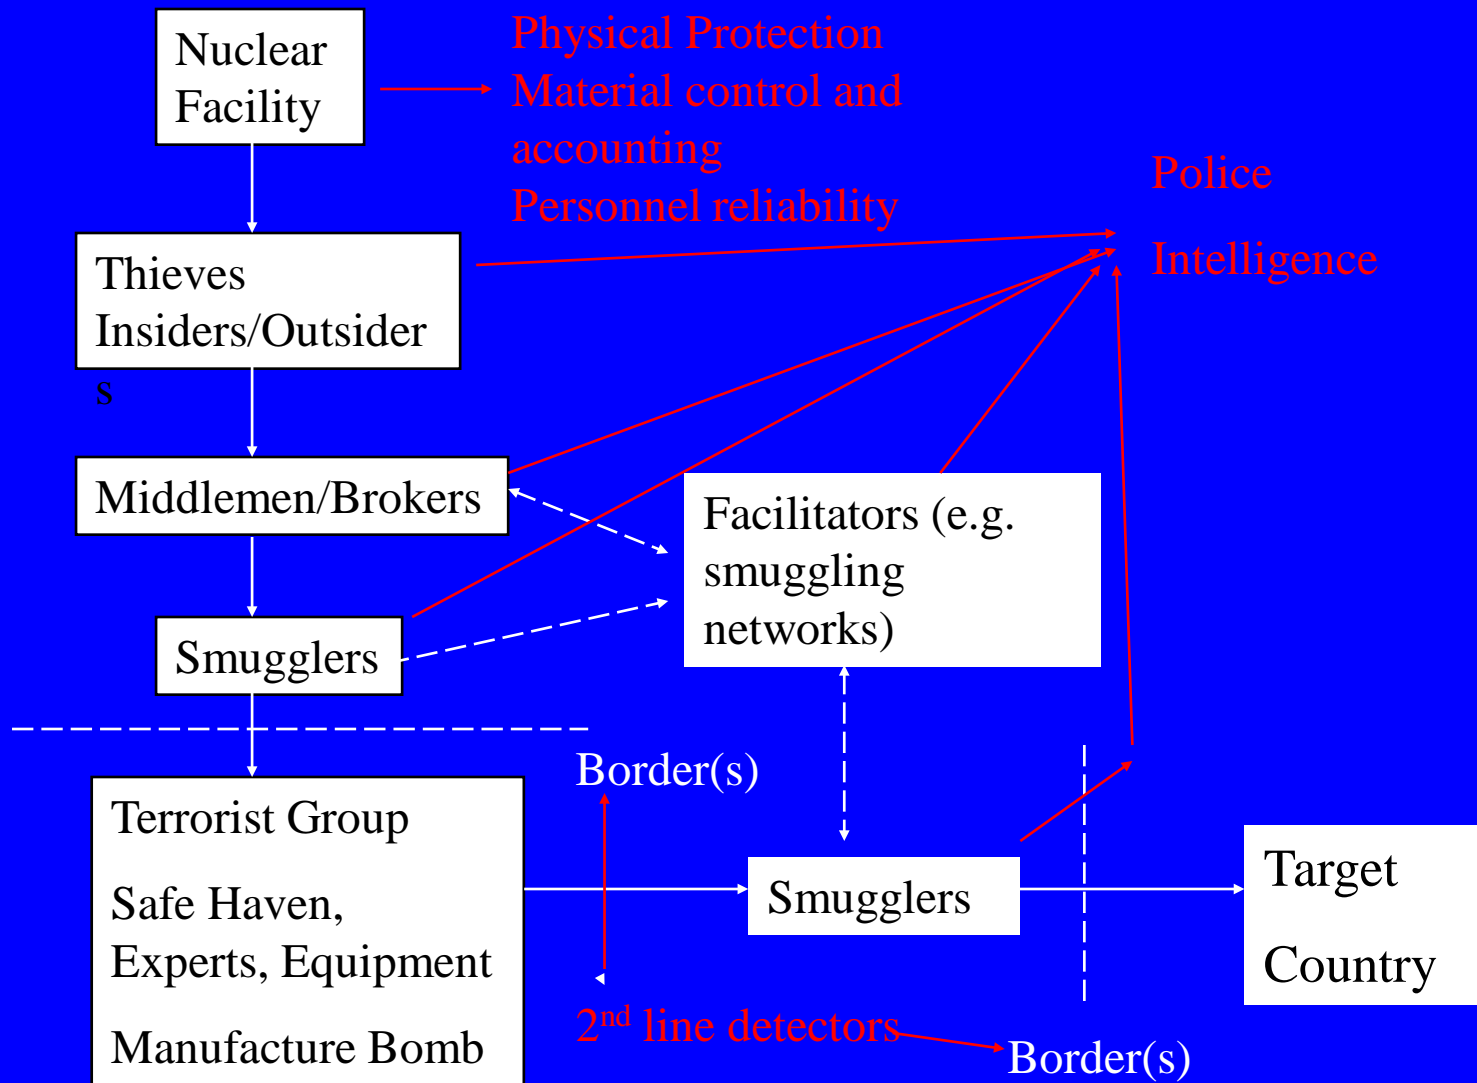 Nuclear
Facility
Physical Protection
Material control and
accounting
Personnel reliability
Police
Intelligence
Thieves
Insiders/Outsider
s
Middlemen/Brokers
Facilitators (e.g.
smuggling
networks)
Smugglers
Border(s)
Terrorist Group
Safe Haven,
Experts, Equipment
Manufacture Bomb
Smugglers
Target
Country
2nd line detectors
Border(s)